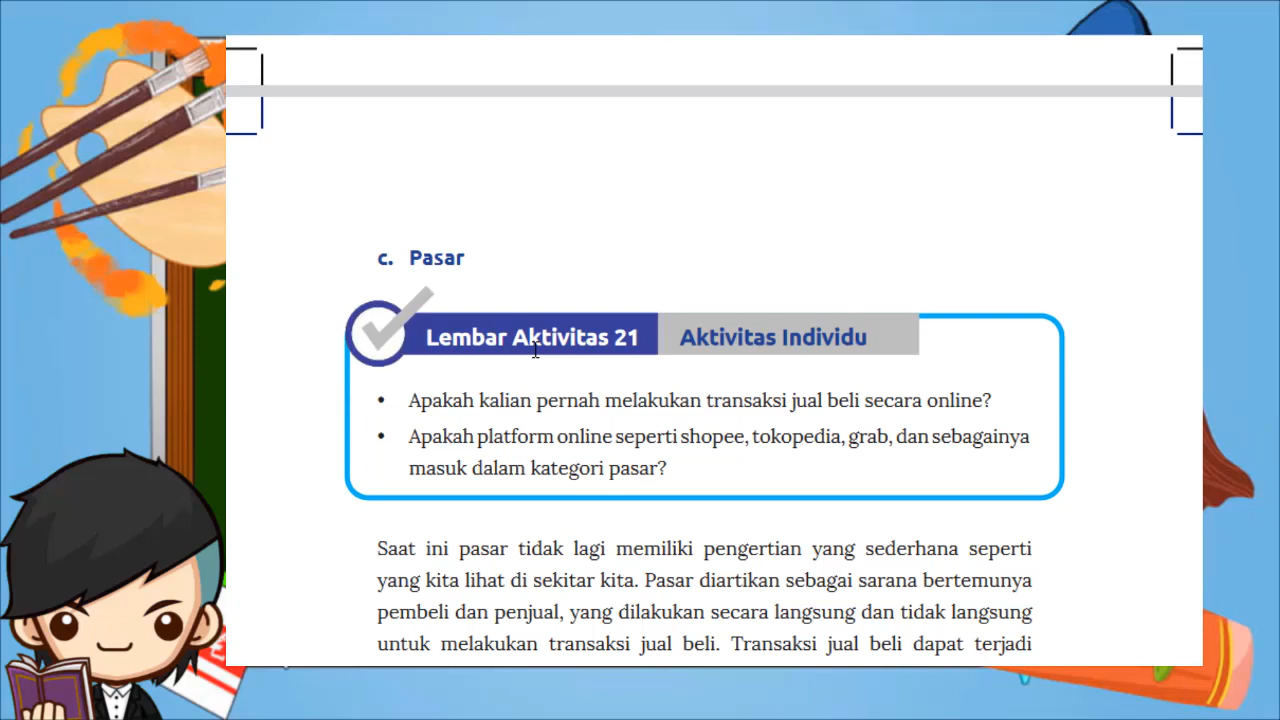 c. Pasar
Lembar Aktivitas 21 Aktivitas Individu
• Apakah kalian pernah melakukan transaksi jual beli secara online?
• Apakah platform online seperti shopee, tokopedia, grab, dan sebagainya
masuk dalam kategori pasar?
Saat ini pasar tidak lagi memiliki pengertian yang sederhana seperti
yang kita lihat di sekitar kita. Pasar diartikan sebagai sarana bertemunya
pembeli dan penjual, yang dilakukan secara langsung dan tidak langsung
untuk melakukan transaksi jual beli. Transaksi jual beli dapat terjadi